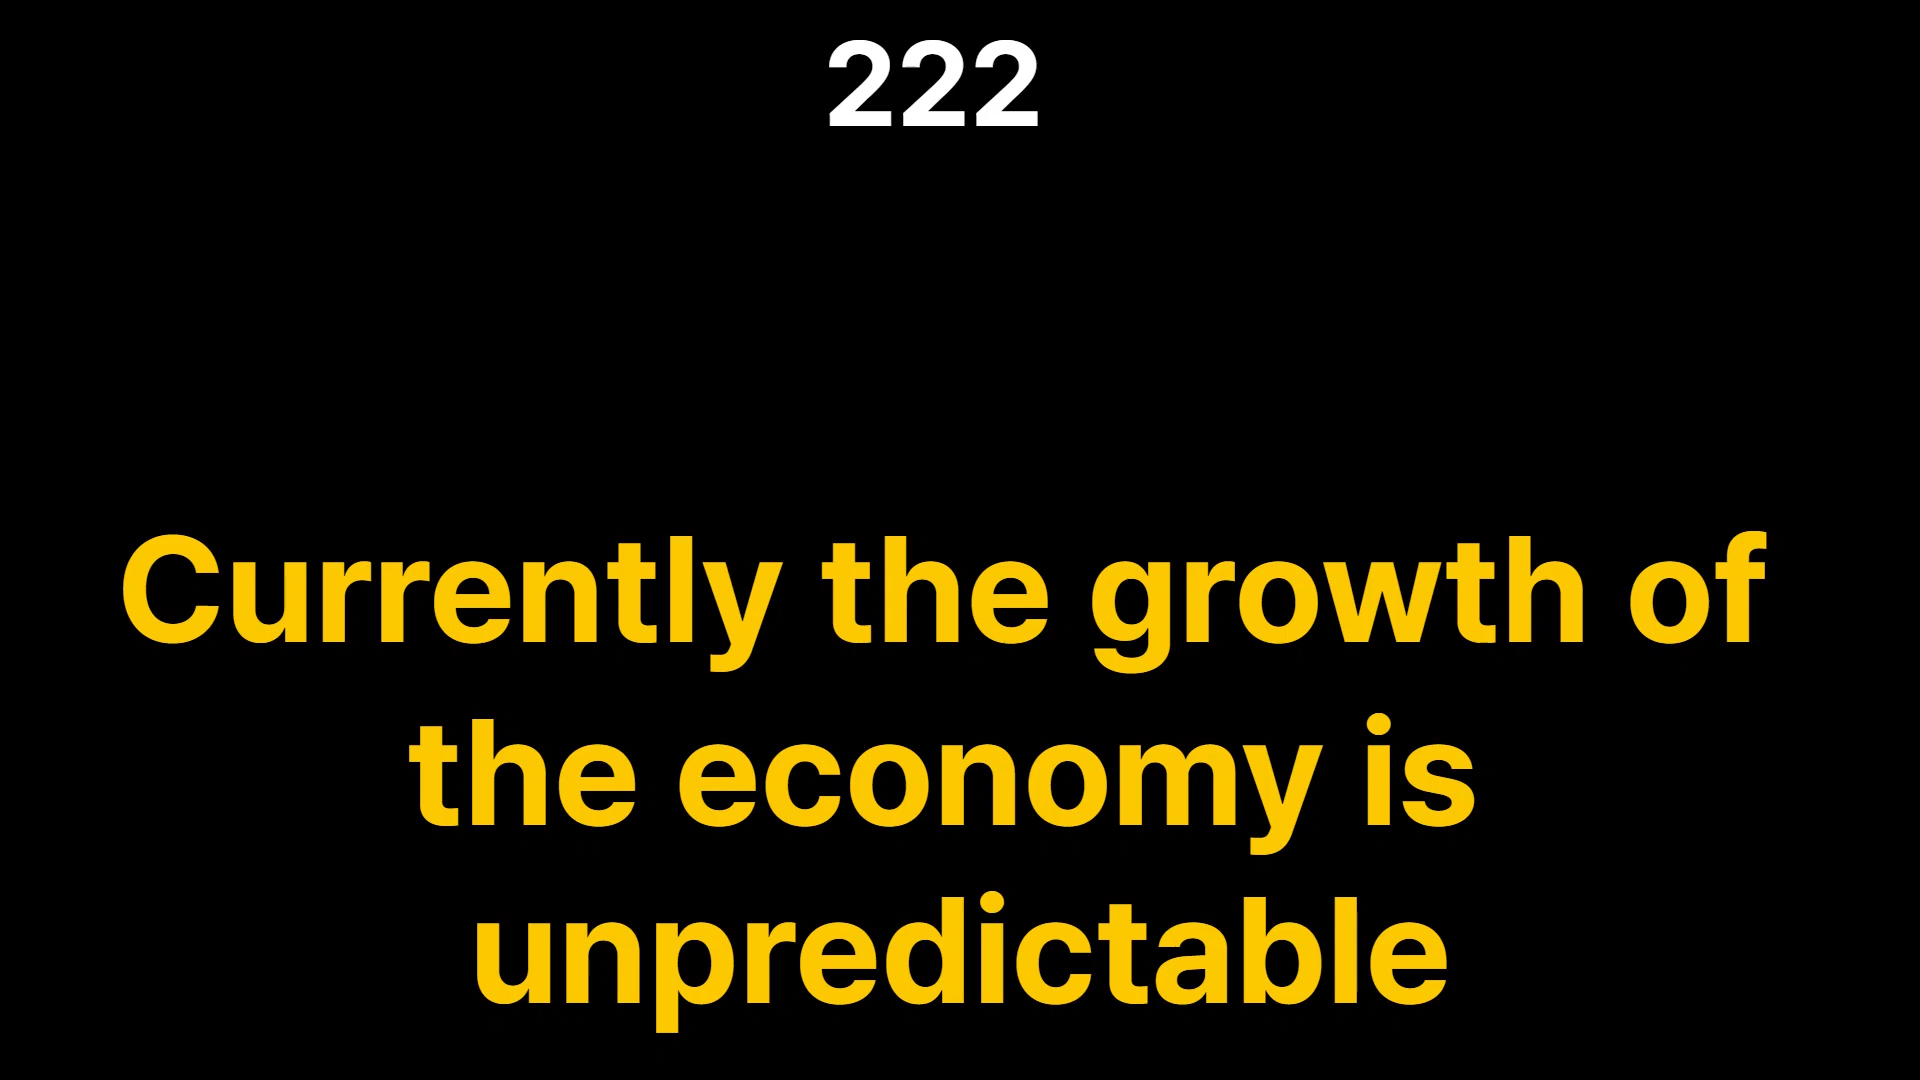 222
Currently the growth of
the economy is
unpredictable